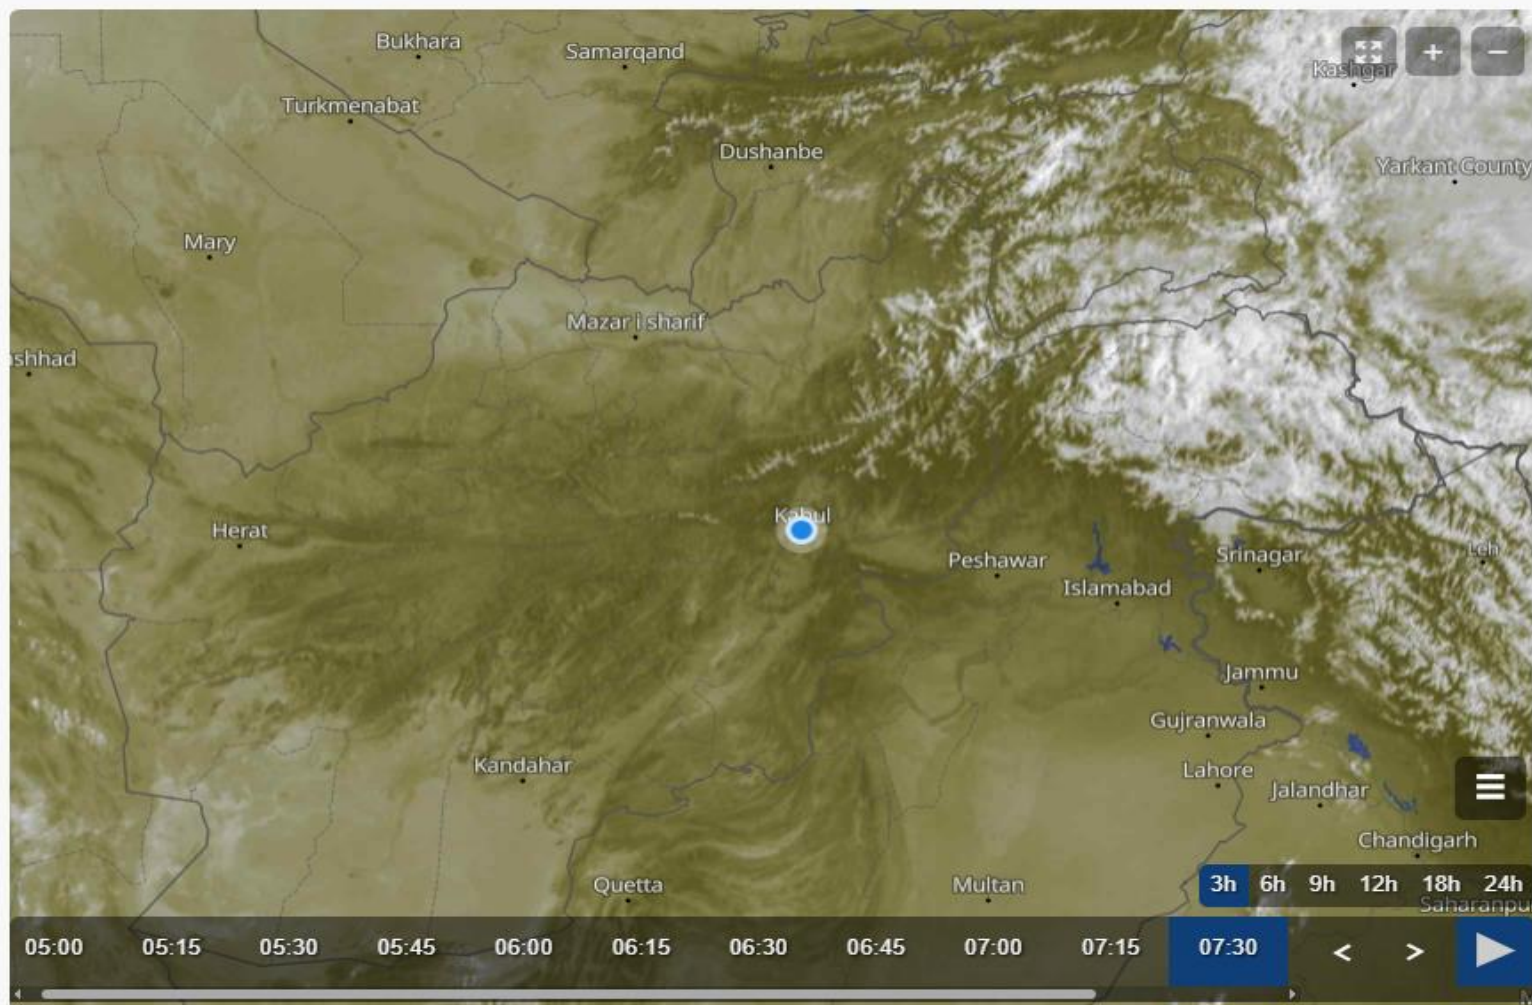 Bukhara
Samarqand
Kashgar
Turkmenabat
Dushanbe
Yarkant County
Mary
Mazar i sharif
ashhad
Kabul
Herat
Peshawar
Srinagar
Leh
Islamabad
Jammu
Gujranwala
Kandahar
Lahore
Jalandhar
Chandigarh
Quetta
Multan
3h 6h 9h 12h 18h 24h
Saharanpu
05:00 05:15 05:30 05:45 06:00 06:15 06:30 06:45 07:00 07:15 07:30 < >